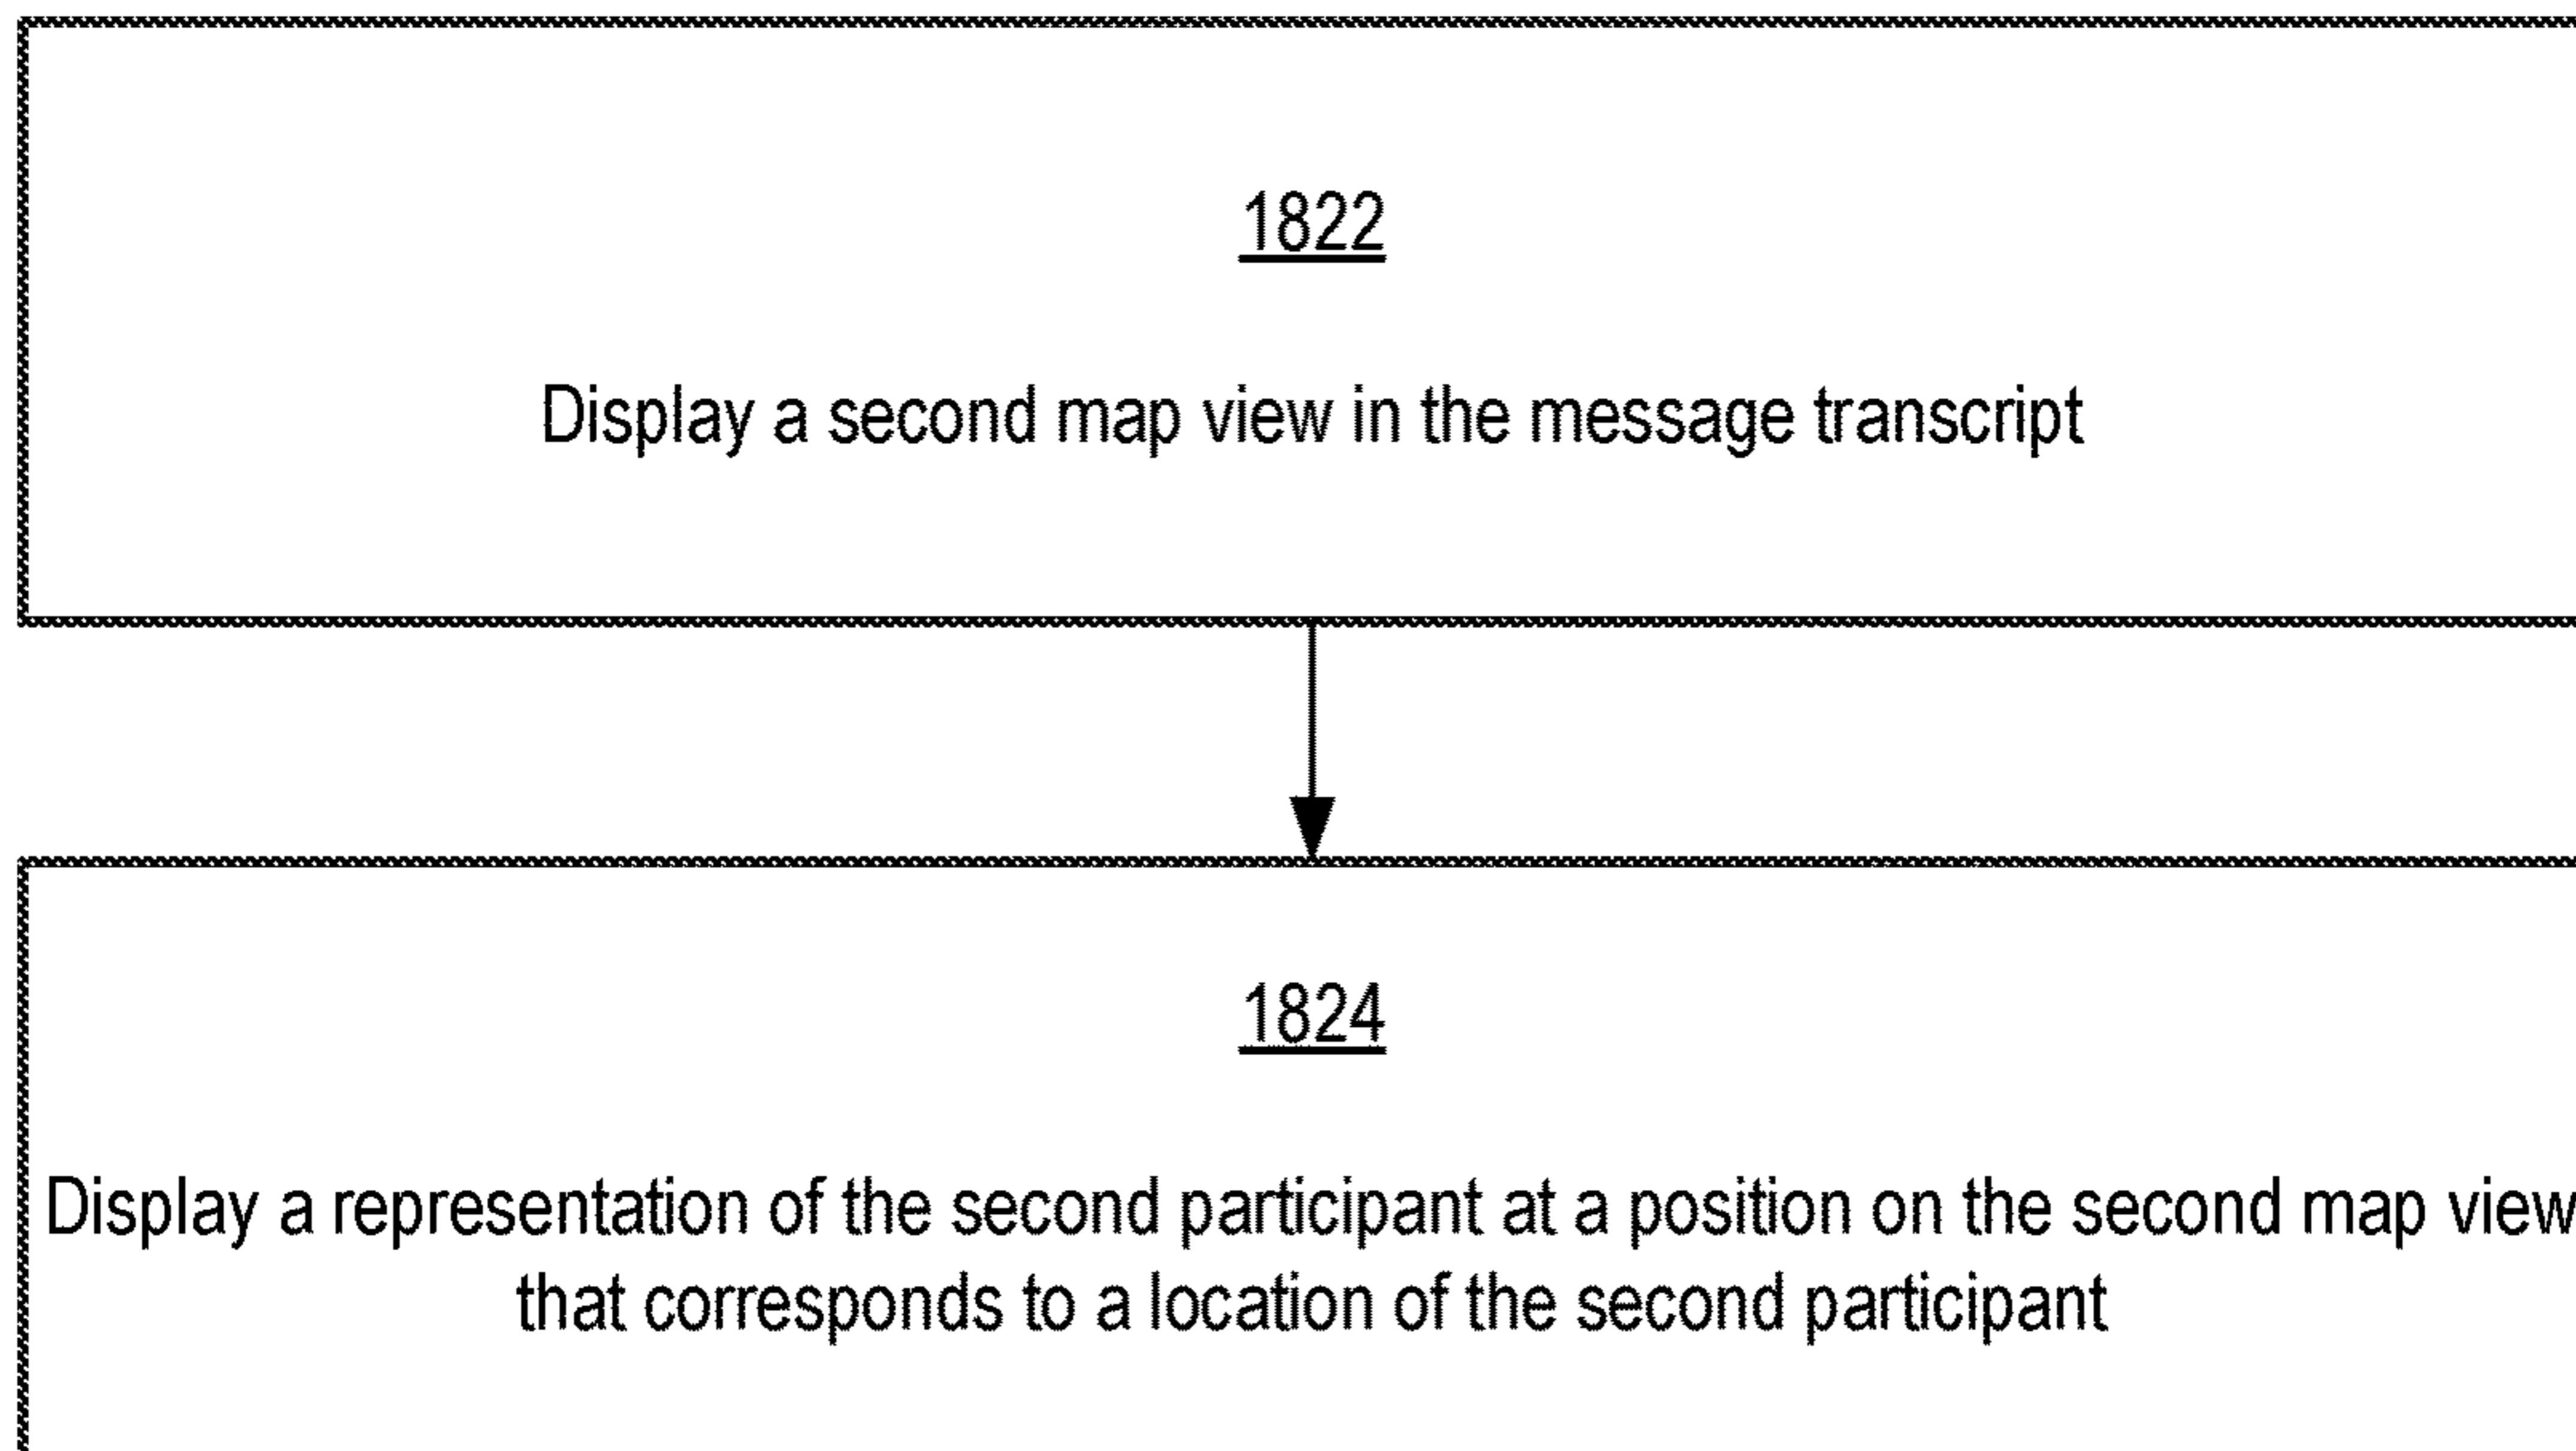 1822
Display a second map view in the message transcript
1824
Display a representation of the second participant at a position on the second map view
that corresponds to a location of the second participant